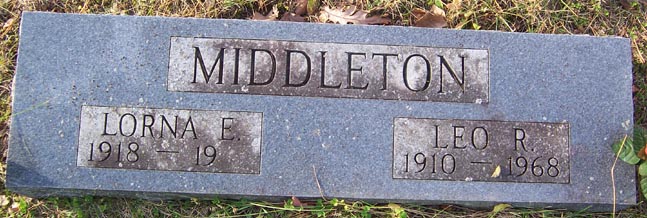 MIDDLETON
LORNA E.
1918 — 19
LEO R.
1910 — 1968